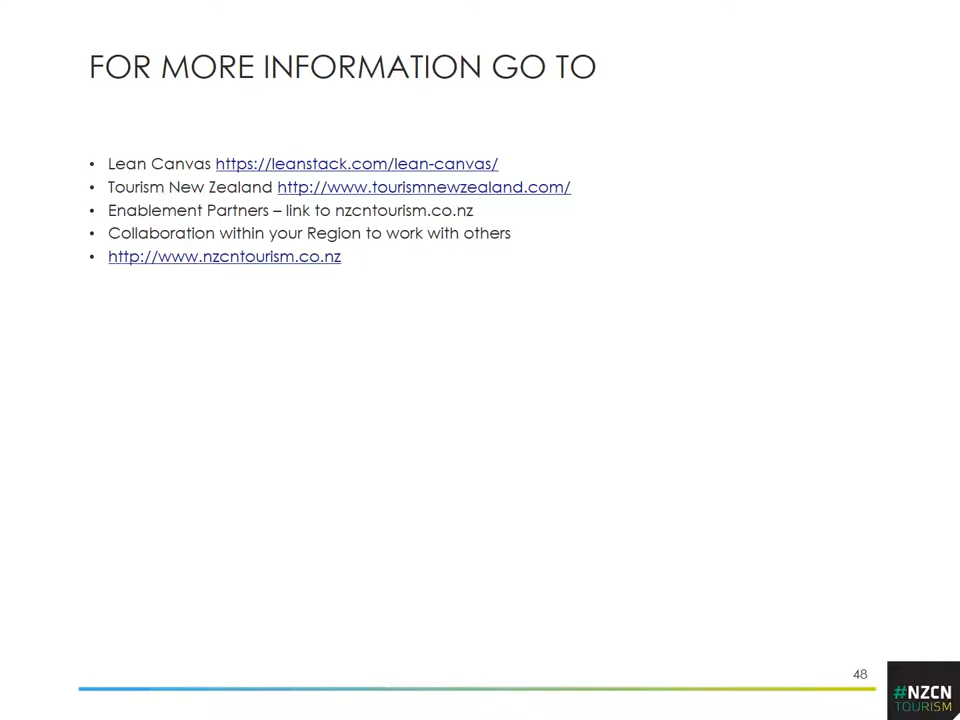 FOR MORE INFORMATION GO TO
• Lean Canvas https://leanstack.com/lean-canvas/
• Tourism New Zealand http://www.tourismnewzealand.com/
• Enablement Partners – link to nzcntourism.co.nz
• Collaboration within your Region to work with others
• http://www.nzcntourism.co.nz
48
#NZCN
TOURISM